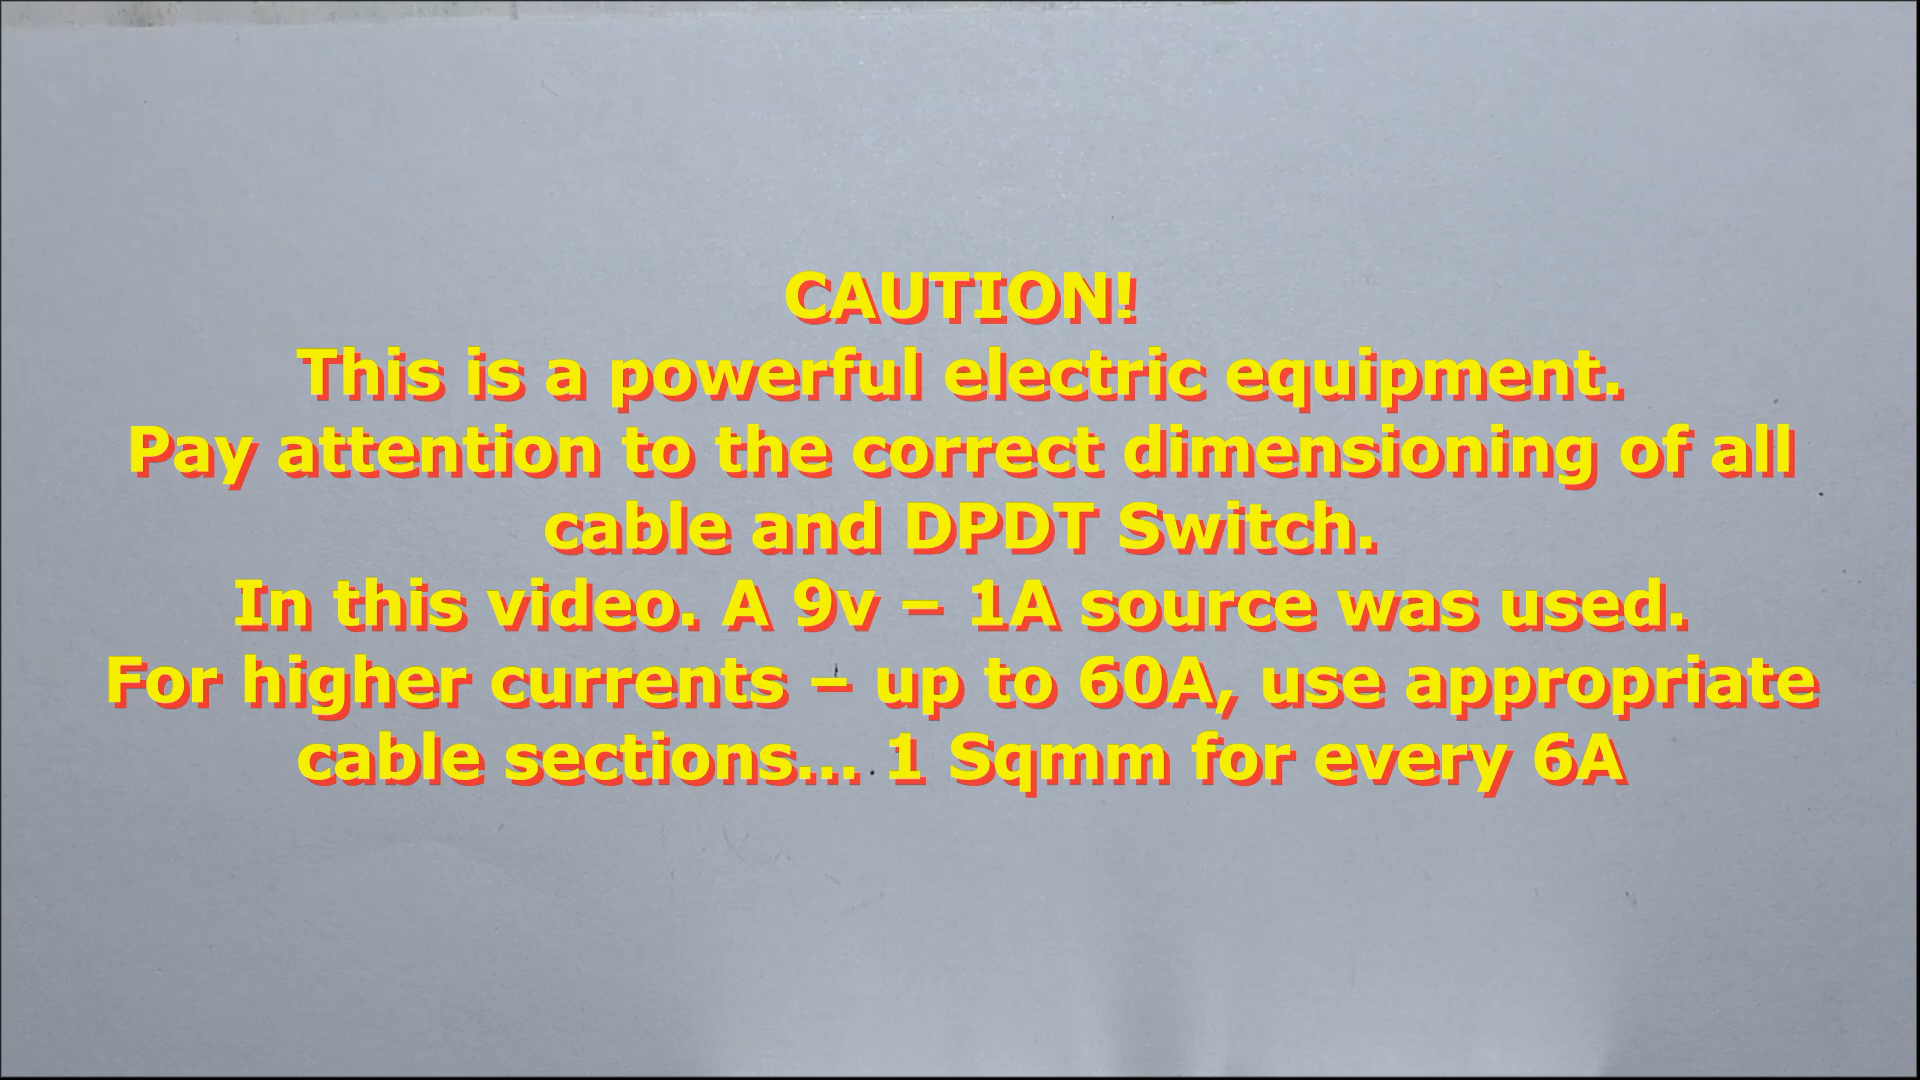 CAUTION!
This is a powerful electric equipment.
Pay attention to the correct dimensioning of all
cable and DPDT Switch.
In this video. A 9v – 1A source was used.
For higher currents – up to 60A, use appropriate
cable sections... 1 Sqmm for every 6A